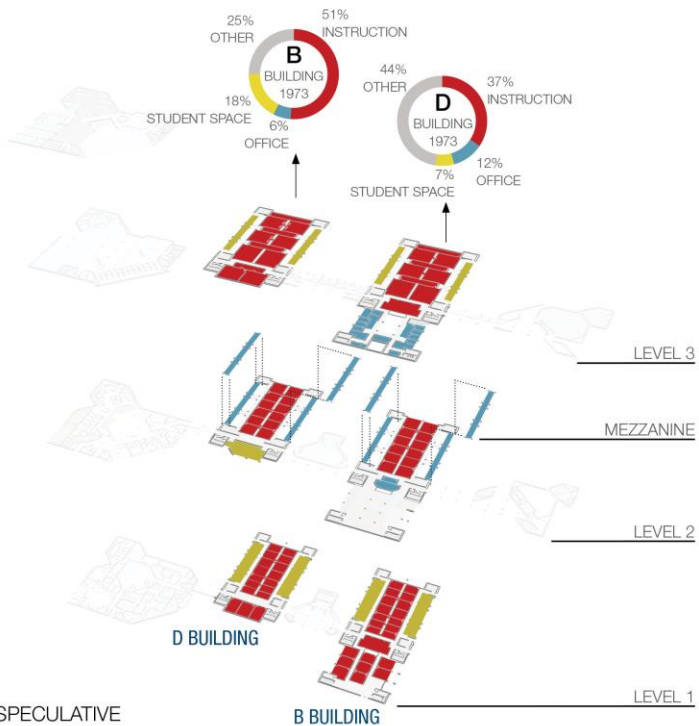 25%
OTHER
51%
INSTRUCTION
B
BUILDING
1973
18%
STUDENT SPACE
6%
OFFICE
44%
OTHER
37%
INSTRUCTION
D
BUILDING
1973
7%
STUDENT SPACE
12%
OFFICE
LEVEL 3
MEZZANINE
LEVEL 2
D BUILDING
LEVEL 1
SPECULATIVE
B BUILDING